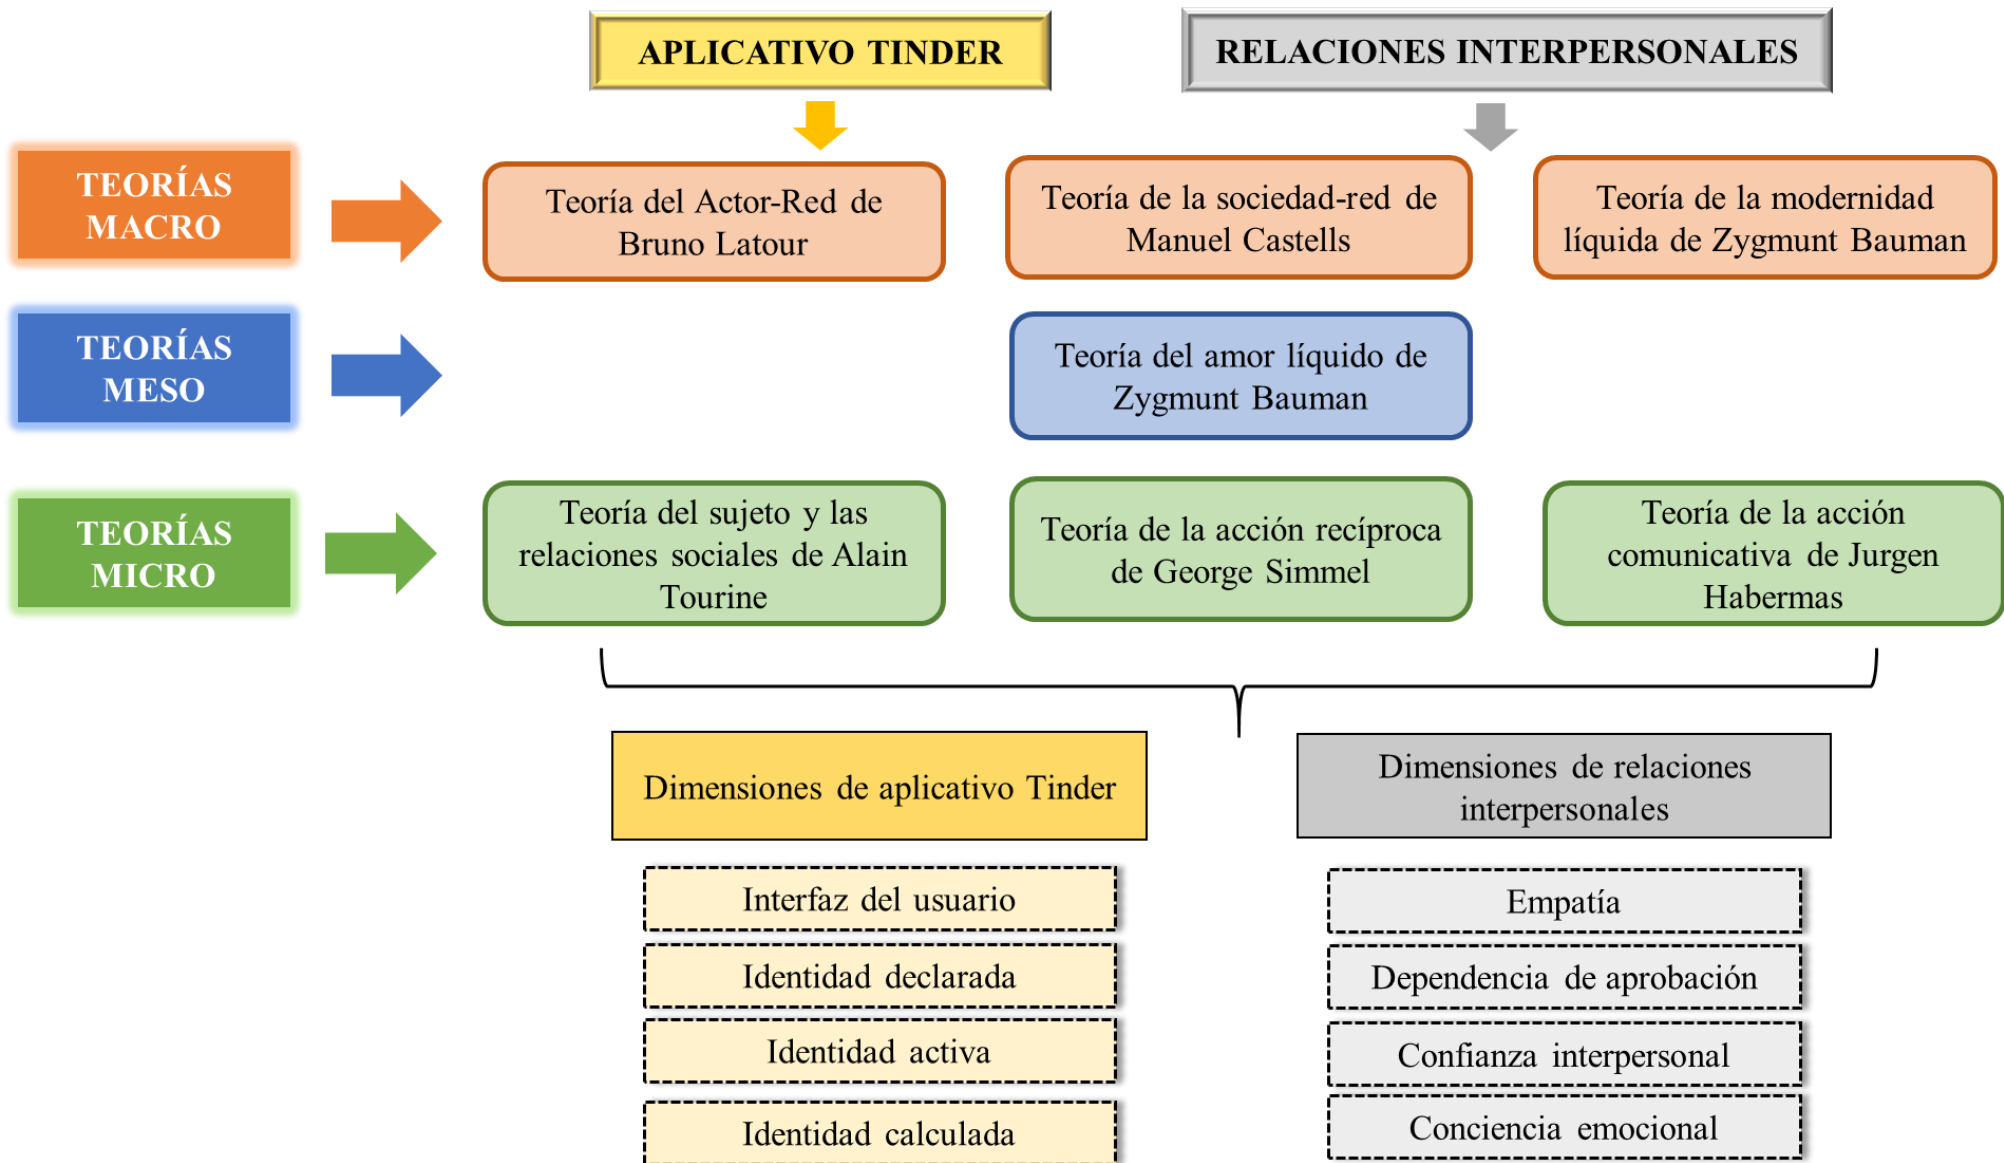 APLICATIVO TINDER
RELACIONES INTERPERSONALES
TEORÍAS
MACRO
Teoría del Actor-Red de
Bruno Latour
Teoría de la sociedad-red de
Manuel Castells
Teoría de la modernidad
líquida de Zygmunt Bauman
TEORÍAS
MESO
Teoría del amor líquido de
Zygmunt Bauman
TEORÍAS
MICRO
Teoría del sujeto y las
relaciones sociales de Alain
Tourine
Teoría de la acción recíproca
de George Simmel
Teoría de la acción
comunicativa de Jurgen
Habermas
Dimensiones de aplicativo Tinder
Dimensiones de relaciones
interpersonales
Interfaz del usuario
Empatía
Identidad declarada
Dependencia de aprobación
Identidad activa
Confianza interpersonal
Identidad calculada
Conciencia emocional